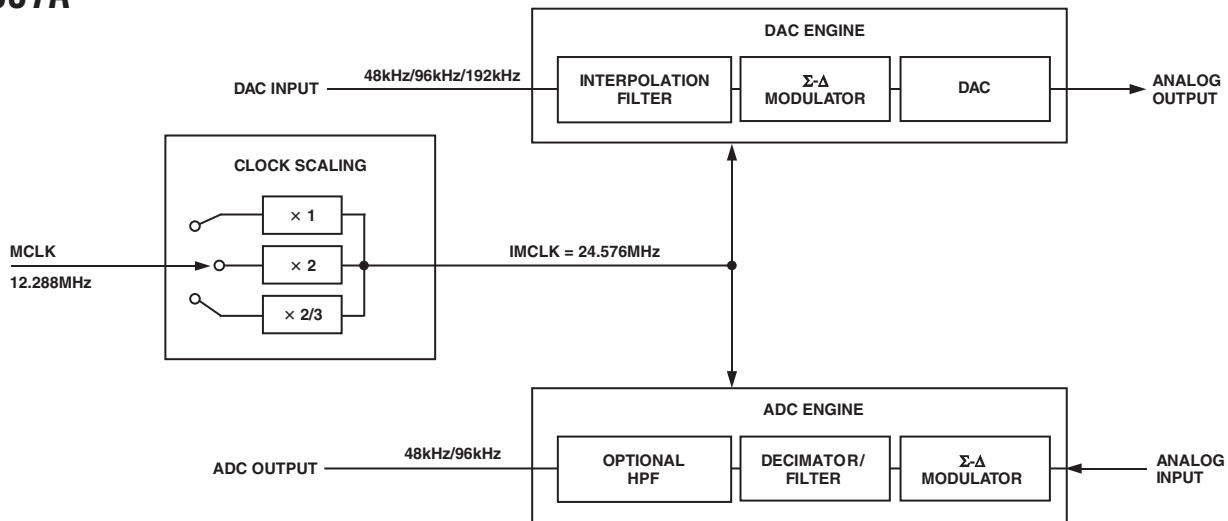 DAC ENGINE
DAC INPUT
48kHz/96kHz/192kHz
INTERPOLATION
FILTER
Σ-Δ
MODULATOR
DAC
ANALOG
OUTPUT
CLOCK SCALING
× 1
MCLK
12.288MHz
× 2
IMCLK = 24.576MHz
× 2/3
ADC ENGINE
ADC OUTPUT
48kHz/96kHz
OPTIONAL
HPF
DECIMATOR/
FILTER
Σ-Δ
MODULATOR
ANALOG
INPUT